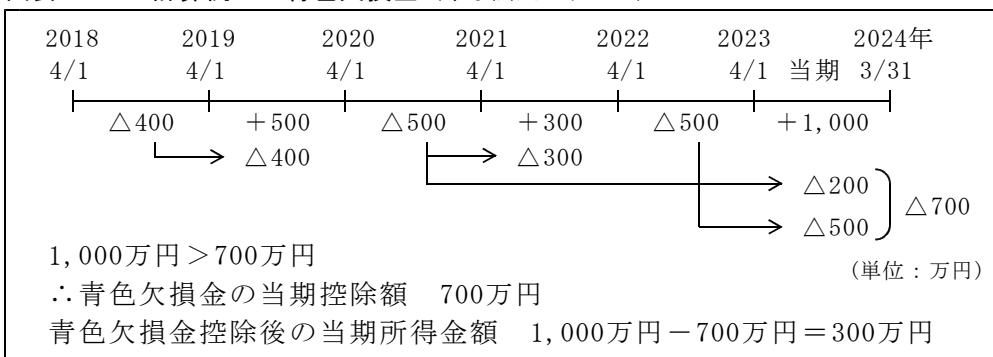 2018 2019 2020 2021 2022 2023 2024年
4/1 4/1 4/1 4/1 4/1 4/1 当期 3/31
△400 +500 △500 +300 △500 +1,000
△400 △300
△200
△700
△500
1,000万円>700万円
(単位:万円)
∴青色欠損金の当期控除額 700万円
青色欠損金控除後の当期所得金額 1,000万円-700万円=300万円